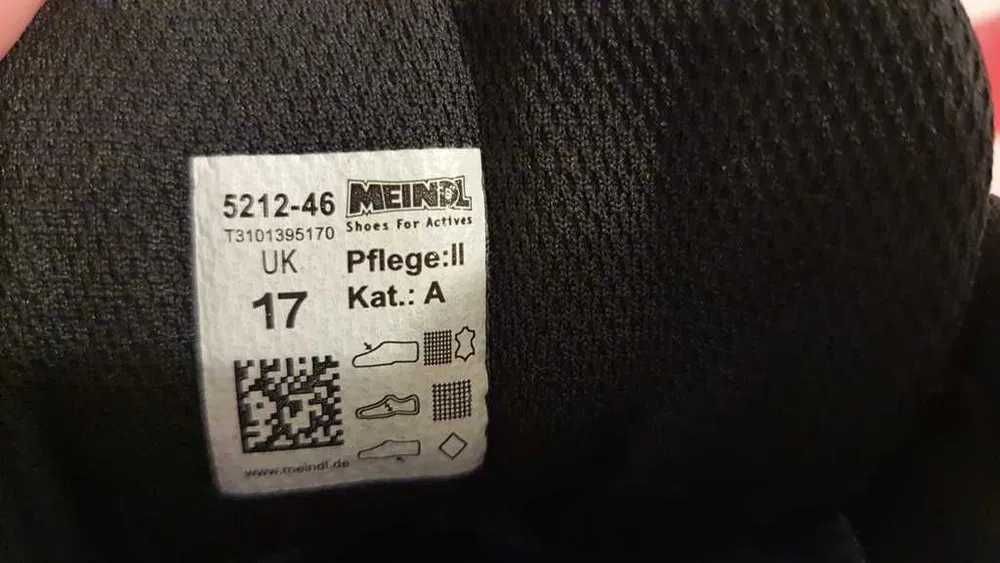 5212-46
T3101395170
UK
17
MEINDL
Shoes For Actives
Pflege:II
Kat.: A
www.meindl.de